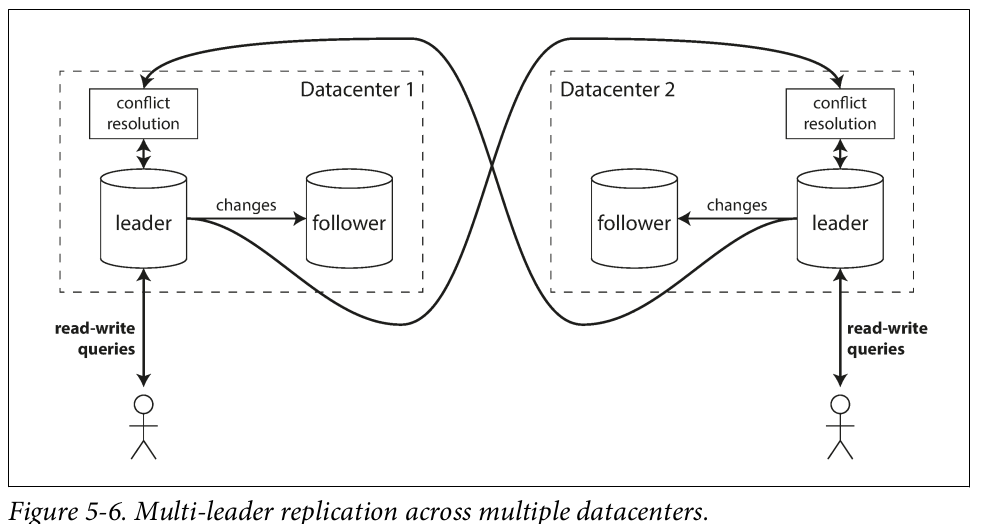 Datacenter 1
conflict
resolution
leader
changes
follower
read-write
queries
Datacenter 2
conflict
resolution
follower
changes
leader
read-write
queries
Figure 5-6. Multi-leader replication across multiple datacenters.